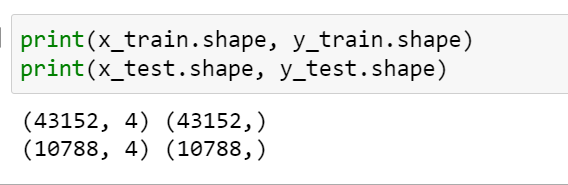 print(x_train.shape, y_train.shape)
print(x_test.shape, y_test.shape)
(43152, 4) (43152,)
(10788, 4) (10788,)